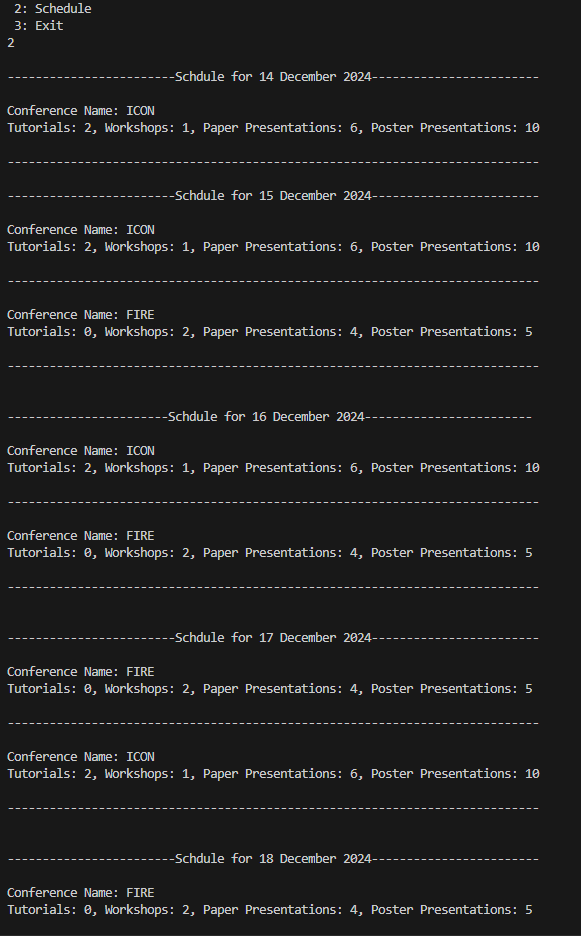 2: Schedule
3: Exit
2
------------------------Schdule for 14 December 2024------------------------
Conference Name: ICON
Tutorials: 2, Workshops: 1, Paper Presentations: 6, Poster Presentations: 10
----------------------------------------------------------------------------
------------------------Schdule for 15 December 2024------------------------
Conference Name: ICON
Tutorials: 2, Workshops: 1, Paper Presentations: 6, Poster Presentations: 10
----------------------------------------------------------------------------
Conference Name: FIRE
Tutorials: 0, Workshops: 2, Paper Presentations: 4, Poster Presentations: 5
----------------------------------------------------------------------------
-----------------------Schdule for 16 December 2024------------------------
Conference Name: ICON
Tutorials: 2, Workshops: 1, Paper Presentations: 6, Poster Presentations: 10
----------------------------------------------------------------------------
Conference Name: FIRE
Tutorials: 0, Workshops: 2, Paper Presentations: 4, Poster Presentations: 5
----------------------------------------------------------------------------
------------------------Schdule for 17 December 2024------------------------
Conference Name: FIRE
Tutorials: 0, Workshops: 2, Paper Presentations: 4, Poster Presentations: 5
----------------------------------------------------------------------------
Conference Name: ICON
Tutorials: 2, Workshops: 1, Paper Presentations: 6, Poster Presentations: 10
----------------------------------------------------------------------------
------------------------Schdule for 18 December 2024------------------------
Conference Name: FIRE
Tutorials: 0, Workshops: 2, Paper Presentations: 4, Poster Presentations: 5